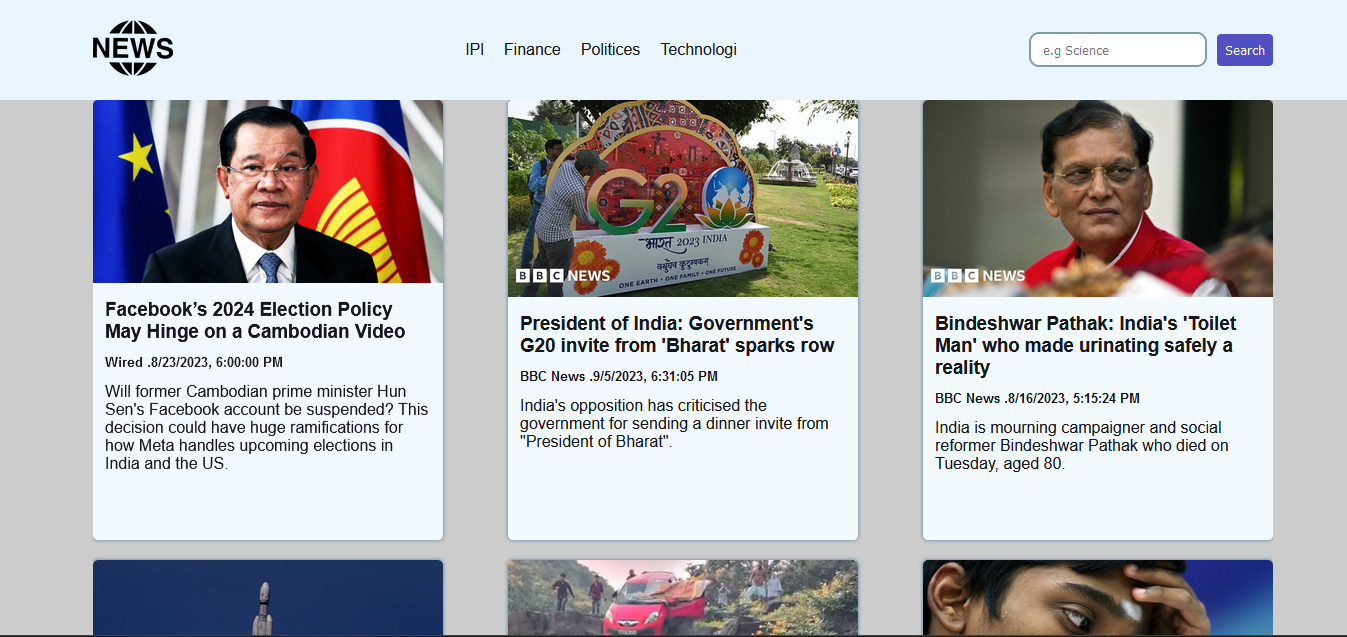 NEWS
IPI
Finance
Politices
Technologi
e.g Science
Search
Facebook’s 2024 Election Policy
May Hinge on a Cambodian Video
Wired .8/23/2023, 6:00:00 PM
Will former Cambodian prime minister Hun
Sen's Facebook account be suspended? This
decision could have huge ramifications for
how Meta handles upcoming elections in
India and the US.
G20
भारत 2023 INDIA
वसुधैव कुटुम्बकम्
ONE EARTH • ONE FAMILY • ONE FUTURE
BBC NEWS
President of India: Government's
G20 invite from 'Bharat' sparks row
BBC News .9/5/2023, 6:31:05 PM
India's opposition has criticised the
government for sending a dinner invite from
"President of Bharat".
BBC NEWS
Bindeshwar Pathak: India's 'Toilet
Man' who made urinating safely a
reality
BBC News .8/16/2023, 5:15:24 PM
India is mourning campaigner and social
reformer Bindeshwar Pathak who died on
Tuesday, aged 80.